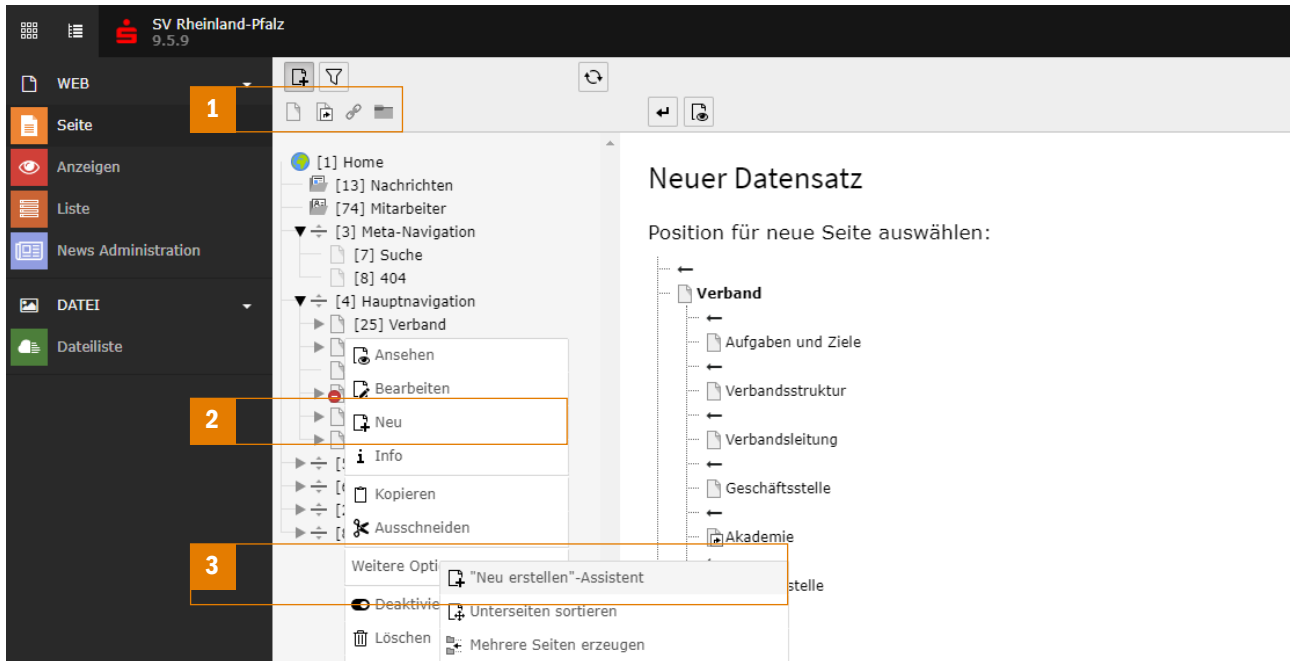 SV Rheinland-Pfalz
9.5.9
WEB
Seite
Anzeigen
Liste
News Administration
DATEI
Dateiliste
1
[1] Home
[13] Nachrichten
[74] Mitarbeiter
[3] Meta-Navigation
[7] Suche
[8] 404
[4] Hauptnavigation
[25] Verband
Ansehen
Bearbeiten
2
Neu
Info
Kopieren
Ausschneiden
3
Weitere Opti
"Neu erstellen"-Assistent
Deaktivie
Unterseiten sortieren
Löschen
Mehrere Seiten erzeugen
Neuer Datensatz
Position für neue Seite auswählen:
Verband
Aufgaben und Ziele
Verbandsstruktur
Verbandsleitung
Geschäftsstelle
Akademie
stelle